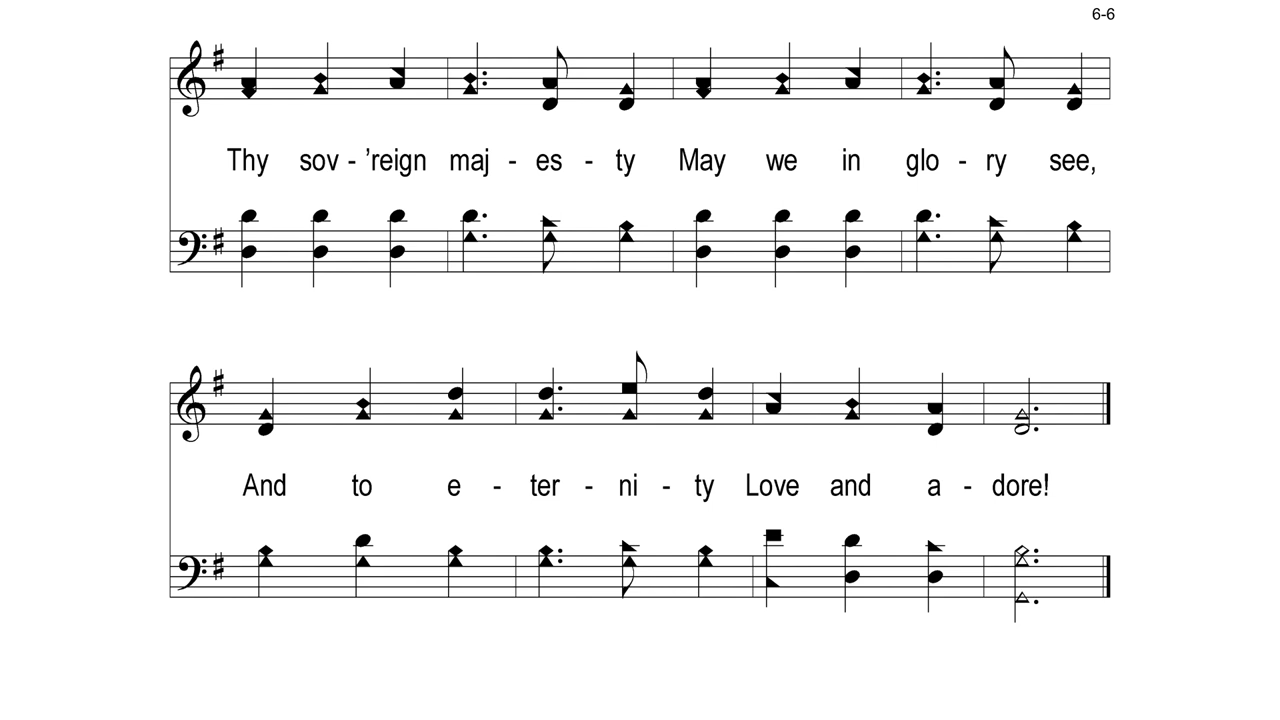 6-6
Thy sov - ’reign maj - es - ty May we in glo - ry see,
And to e - ter - ni - ty Love and a - dore!